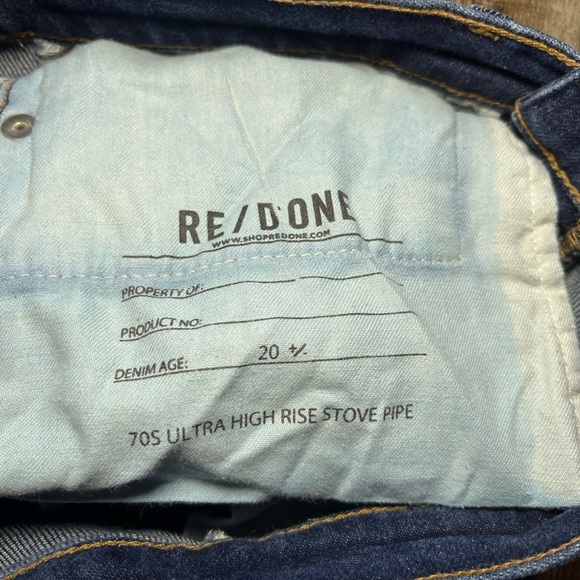 RE/DONE
WWW.SHOPREDONE.COM
PROPERTY OF:
PRODUCT NO:
DENIM AGE: 20 +/-
70S ULTRA HIGH RISE STOVE PIPE